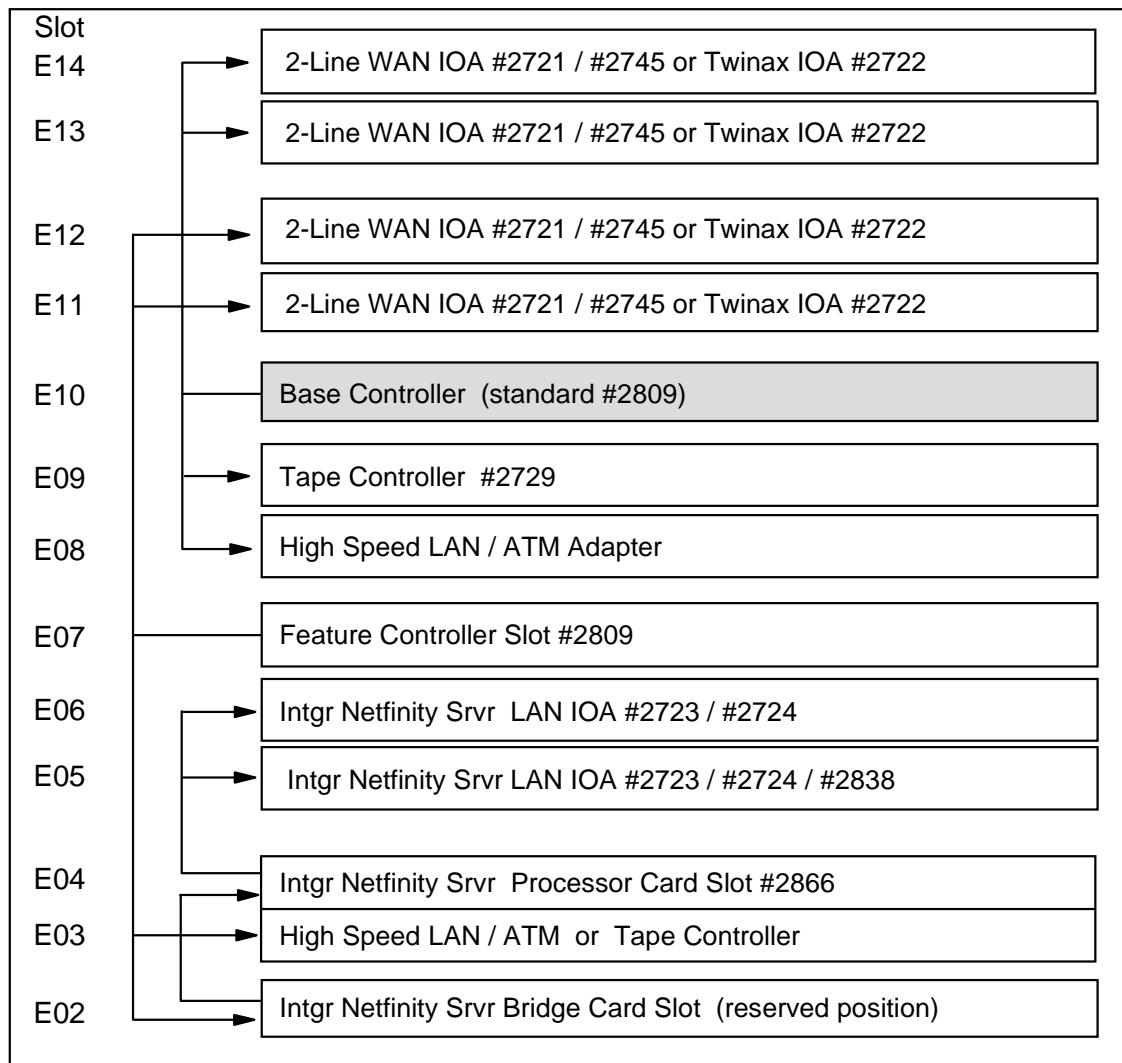 Slot
E14 2-Line WAN IOA #2721 / #2745 or Twinax IOA #2722
E13 2-Line WAN IOA #2721 / #2745 or Twinax IOA #2722
E12 2-Line WAN IOA #2721 / #2745 or Twinax IOA #2722
E11 2-Line WAN IOA #2721 / #2745 or Twinax IOA #2722
E10 Base Controller (standard #2809)
E09 Tape Controller #2729
E08 High Speed LAN / ATM Adapter
E07 Feature Controller Slot #2809
E06 Intgr Netfinity Srvr LAN IOA #2723 / #2724
E05 Intgr Netfinity Srvr LAN IOA #2723 / #2724 / #2838
E04 Intgr Netfinity Srvr Processor Card Slot #2866
E03 High Speed LAN / ATM or Tape Controller
E02 Intgr Netfinity Srvr Bridge Card Slot (reserved position)